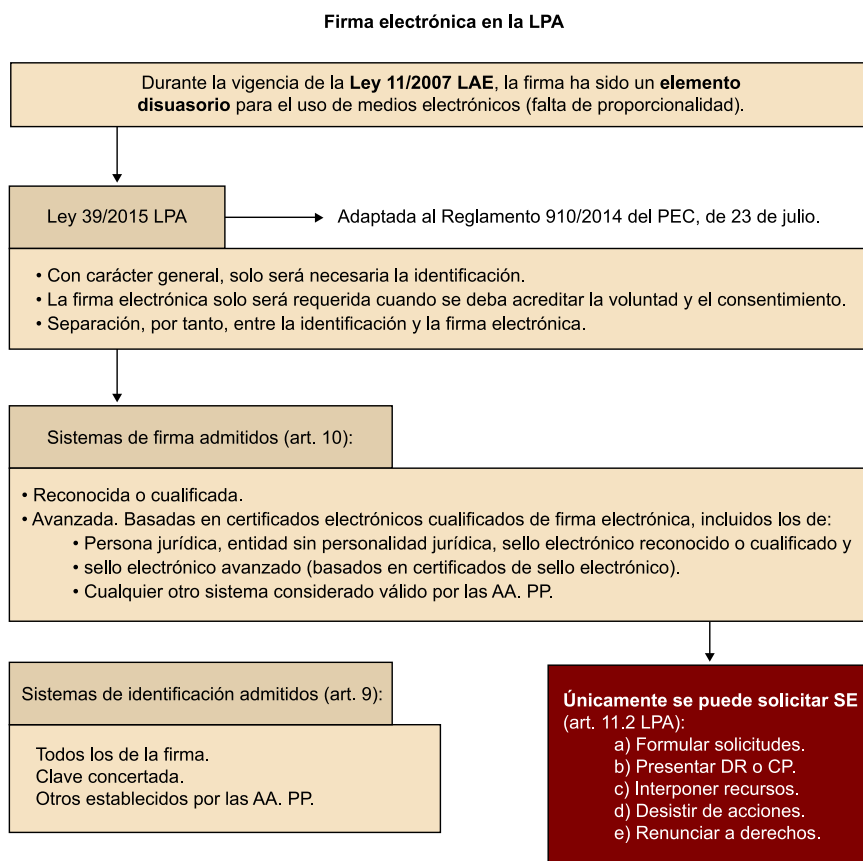 Firma electrónica en la LPA
Durante la vigencia de la Ley 11/2007 LAE, la firma ha sido un elemento
disuasorio para el uso de medios electrónicos (falta de proporcionalidad).
Ley 39/2015 LPA
Adaptada al Reglamento 910/2014 del PEC, de 23 de julio.
• Con carácter general, solo será necesaria la identificación.
• La firma electrónica solo será requerida cuando se deba acreditar la voluntad y el consentimiento.
• Separación, por tanto, entre la identificación y la firma electrónica.
Sistemas de firma admitidos (art. 10):
• Reconocida o cualificada.
• Avanzada. Basadas en certificados electrónicos cualificados de firma electrónica, incluidos los de:
• Persona jurídica, entidad sin personalidad jurídica, sello electrónico reconocido o cualificado y
• sello electrónico avanzado (basados en certificados de sello electrónico).
• Cualquier otro sistema considerado válido por las AA. PP.
Sistemas de identificación admitidos (art. 9):
Todos los de la firma.
Clave concertada.
Otros establecidos por las AA. PP.
Únicamente se puede solicitar SE
(art. 11.2 LPA):
a) Formular solicitudes.
b) Presentar DR o CP.
c) Interponer recursos.
d) Desistir de acciones.
e) Renunciar a derechos.